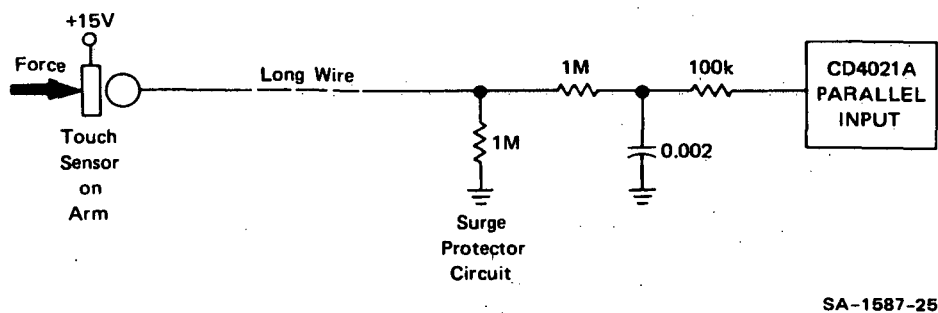 +15V
Force
Touch
Sensor
on
Arm
Long Wire
1M
Surge
Protector
Circuit
1M
0.002
100k
CD4021A
PARALLEL
INPUT
SA-1587-25